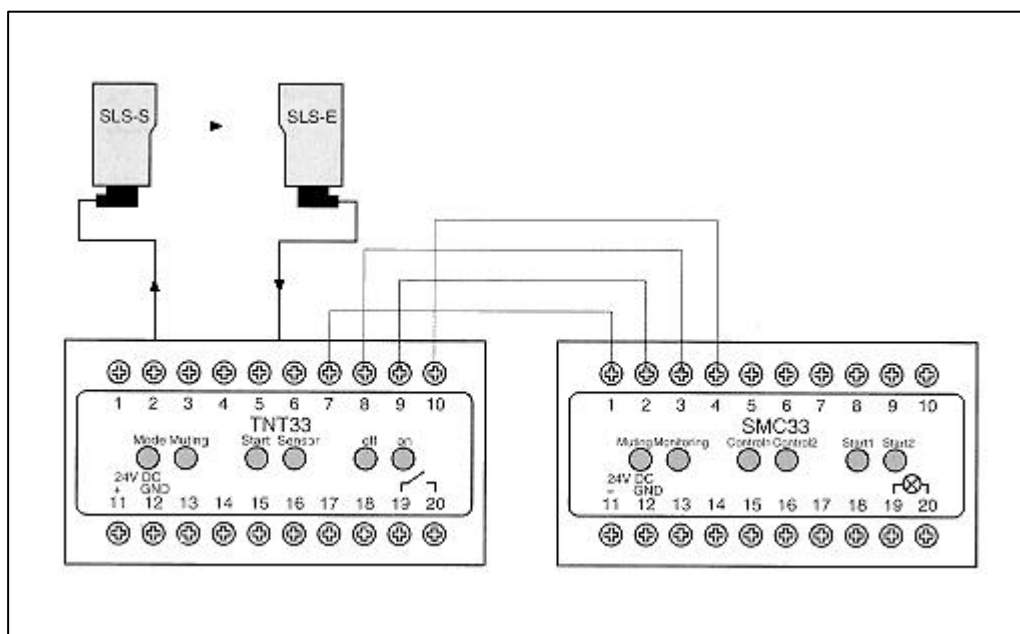 SLS-S
SLS-E
1 2 3 4 5 6 7 8 9 10
TNT33
Mode Muting Start Sensor off on
24V DC
+ GND
11 12 13 14 15 16 17 18 19 20
1 2 3 4 5 6 7 8 9 10
SMC33
Muting Monitoring Control1 Control2 Start1 Start2
24V DC
– GND
11 12 13 14 15 16 17 18 19 20